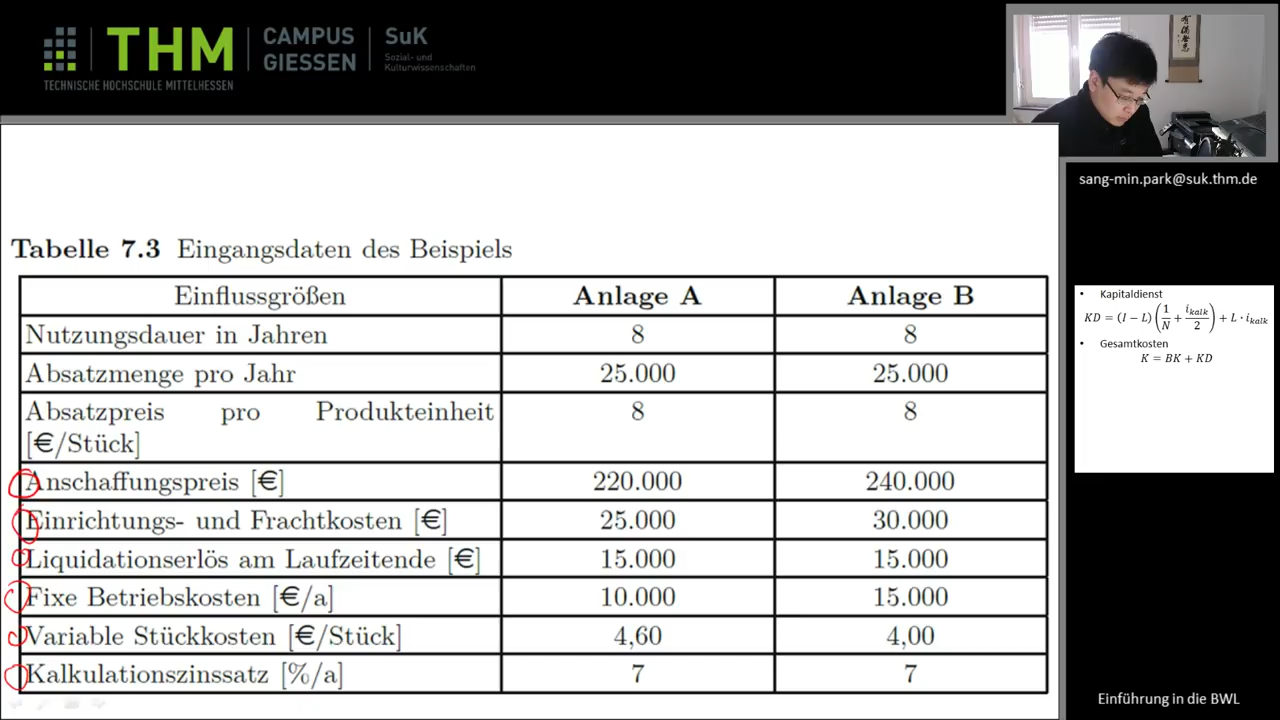 THM
CAMPUS
GIESSEN
SuK
Sozial- und
Kulturwissenschaften
TECHNISCHE HOCHSCHULE MITTELHESSEN
sang-min.park@suk.thm.de
Tabelle 7.3 Eingangsdaten des Beispiels
Einflussgrößen Anlage A Anlage B
Nutzungsdauer in Jahren 8 8
Absatzmenge pro Jahr 25.000 25.000
Absatzpreis pro Produkteinheit 8 8
[€/Stück]
Anschaffungspreis [€] 220.000 240.000
Einrichtungs- und Frachtkosten [€] 25.000 30.000
Liquidationserlös am Laufzeitende [€] 15.000 15.000
Fixe Betriebskosten [€/a] 10.000 15.000
Variable Stückkosten [€/Stück] 4,60 4,00
Kalkulationszinssatz [%/a] 7 7
• Kapitaldienst
KD = (I − L) (1/N + i_kalk/2) + L · i_kalk
• Gesamtkosten
K = BK + KD
Einführung in die BWL